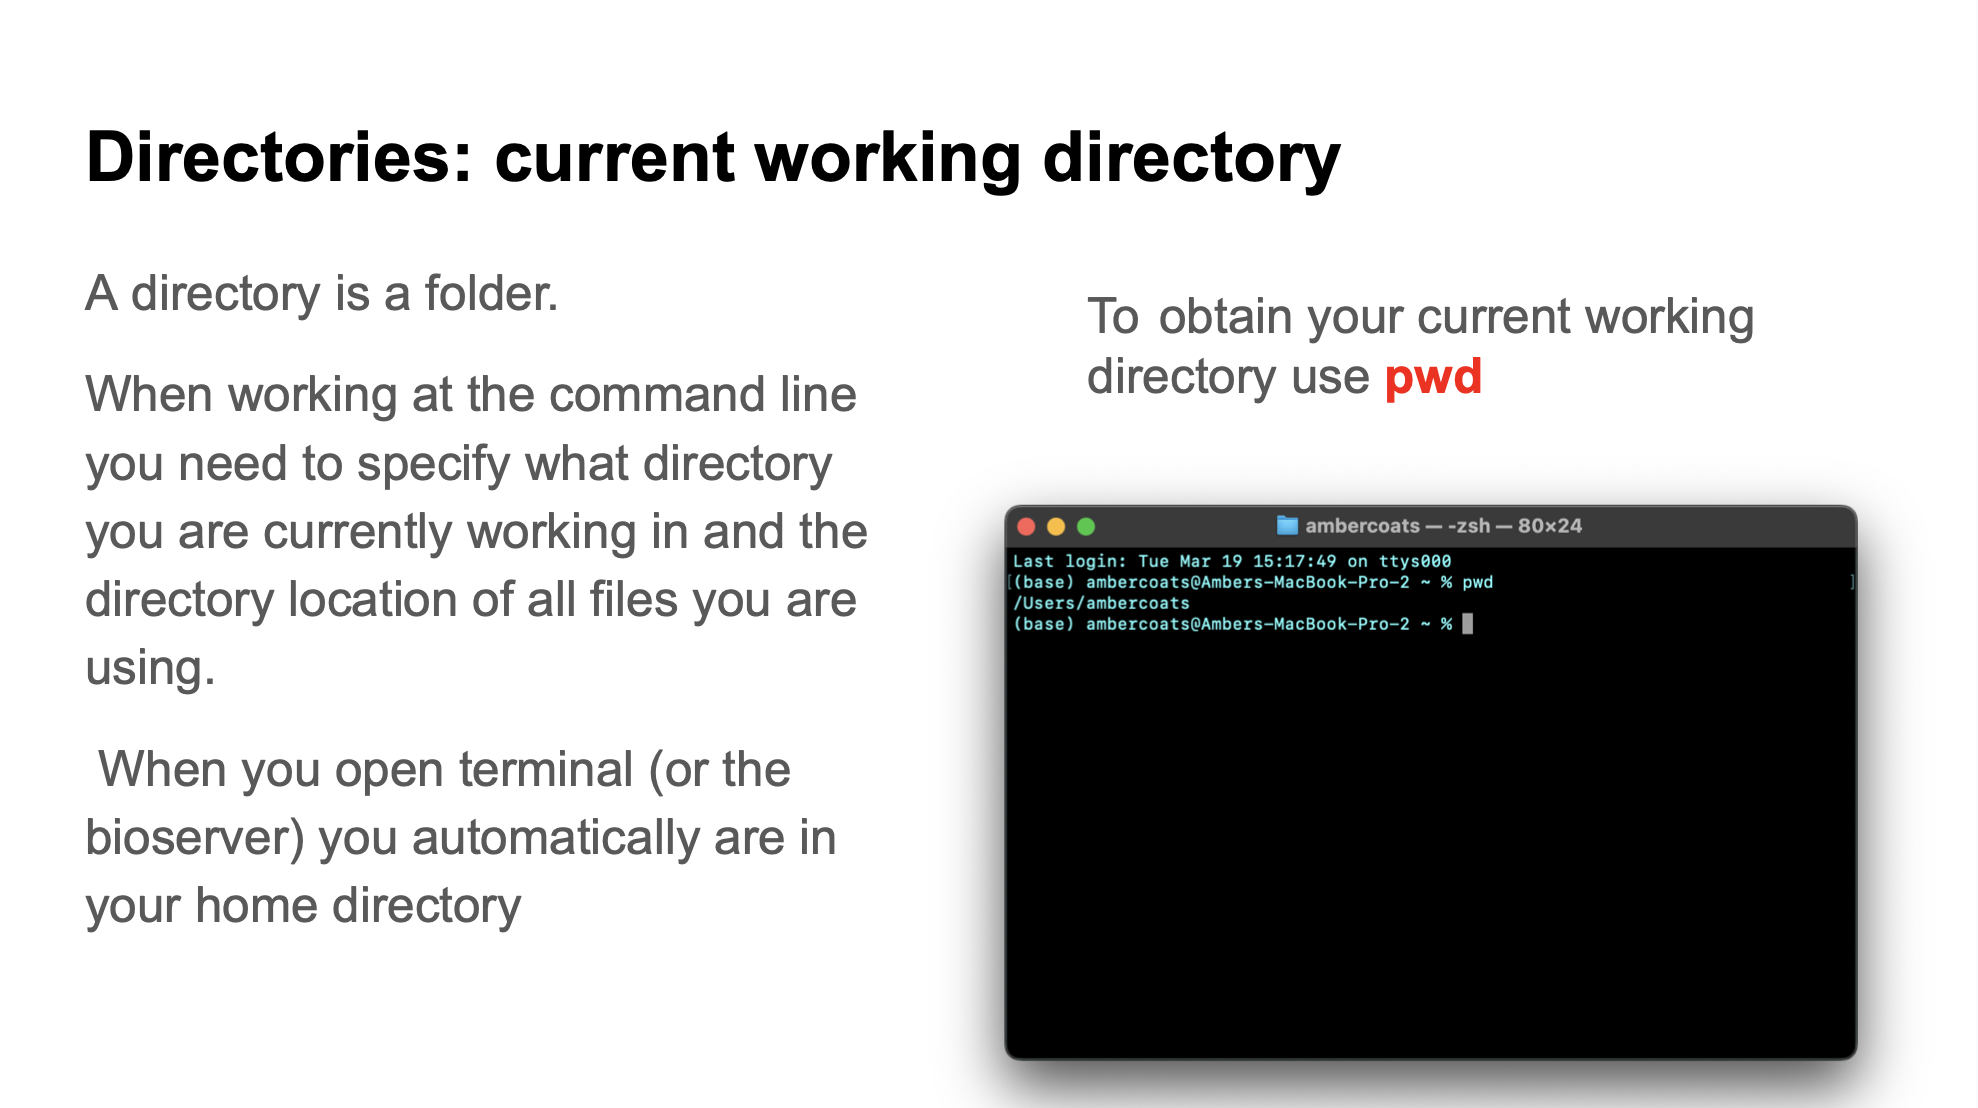 Directories: current working directory
A directory is a folder.
When working at the command line
you need to specify what directory
you are currently working in and the
directory location of all files you are
using.
When you open terminal (or the
bioserver) you automatically are in
your home directory
To obtain your current working
directory use pwd
ambercoats — -zsh — 80×24
Last login: Tue Mar 19 15:17:49 on ttys000
[(base) ambercoats@Ambers-MacBook-Pro-2 ~ % pwd ]
/Users/ambercoats
(base) ambercoats@Ambers-MacBook-Pro-2 ~ %